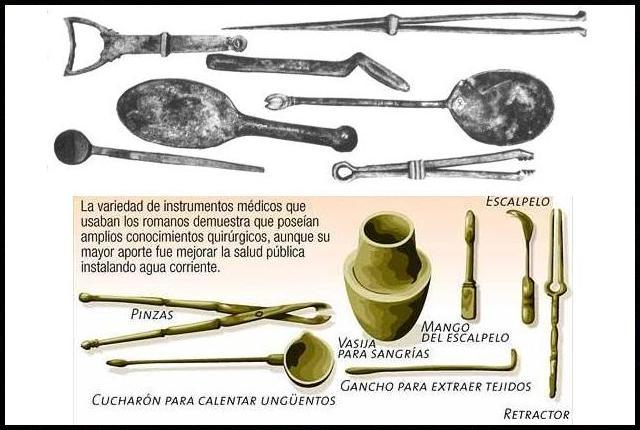 La variedad de instrumentos médicos que
usaban los romanos demuestra que poseían
amplios conocimientos quirúrgicos, aunque su
mayor aporte fue mejorar la salud pública
instalando agua corriente.
ESCALPELO
PINZAS
VASIJA
PARA SANGRÍAS
MANGO
DEL ESCALPELO
CUCHARÓN PARA CALENTAR UNGÜENTOS
GANCHO PARA EXTRAER TEJIDOS
RETRACTOR